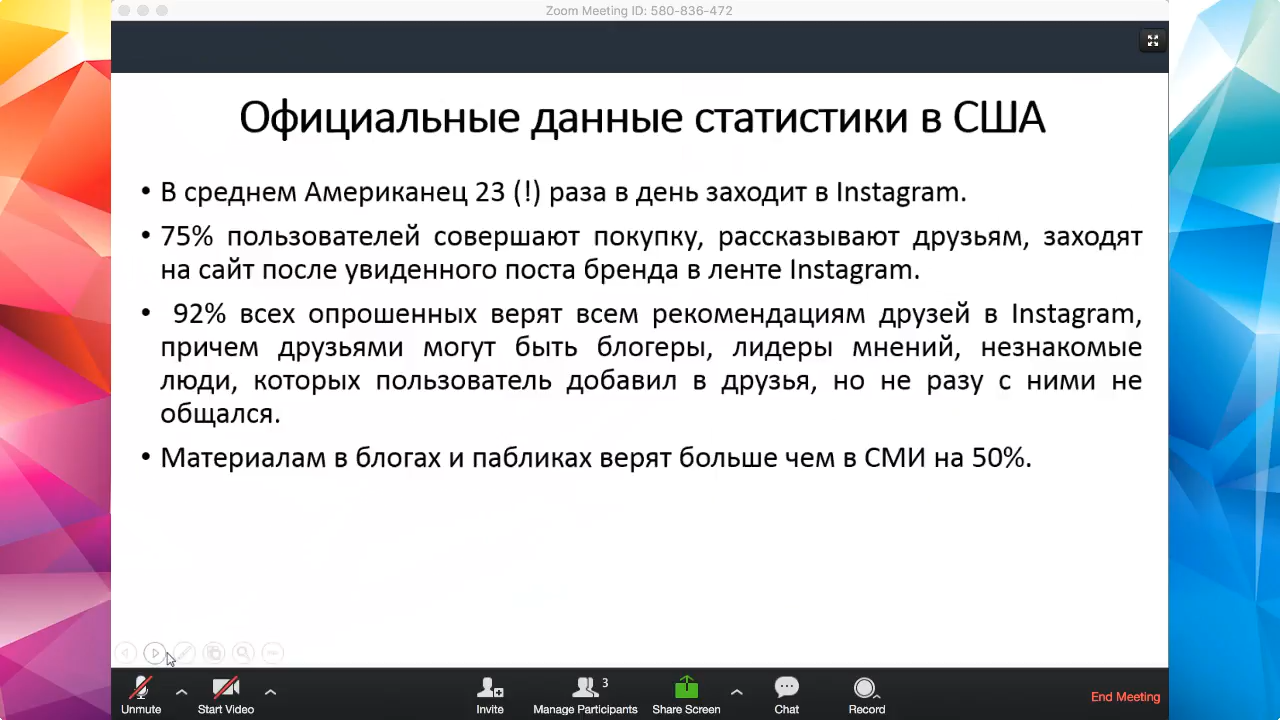 Zoom Meeting ID: 580-836-472
Официальные данные статистики в США
• В среднем Американец 23 (!) раза в день заходит в Instagram.
• 75% пользователей совершают покупку, рассказывают друзьям, заходят
на сайт после увиденного поста бренда в ленте Instagram.
• 92% всех опрошенных верят всем рекомендациям друзей в Instagram,
причем друзьями могут быть блогеры, лидеры мнений, незнакомые
люди, которых пользователь добавил в друзья, но не разу с ними не
общался.
• Материалам в блогах и пабликах верят больше чем в СМИ на 50%.
3
Unmute Start Video Invite Manage Participants Share Screen Chat Record End Meeting